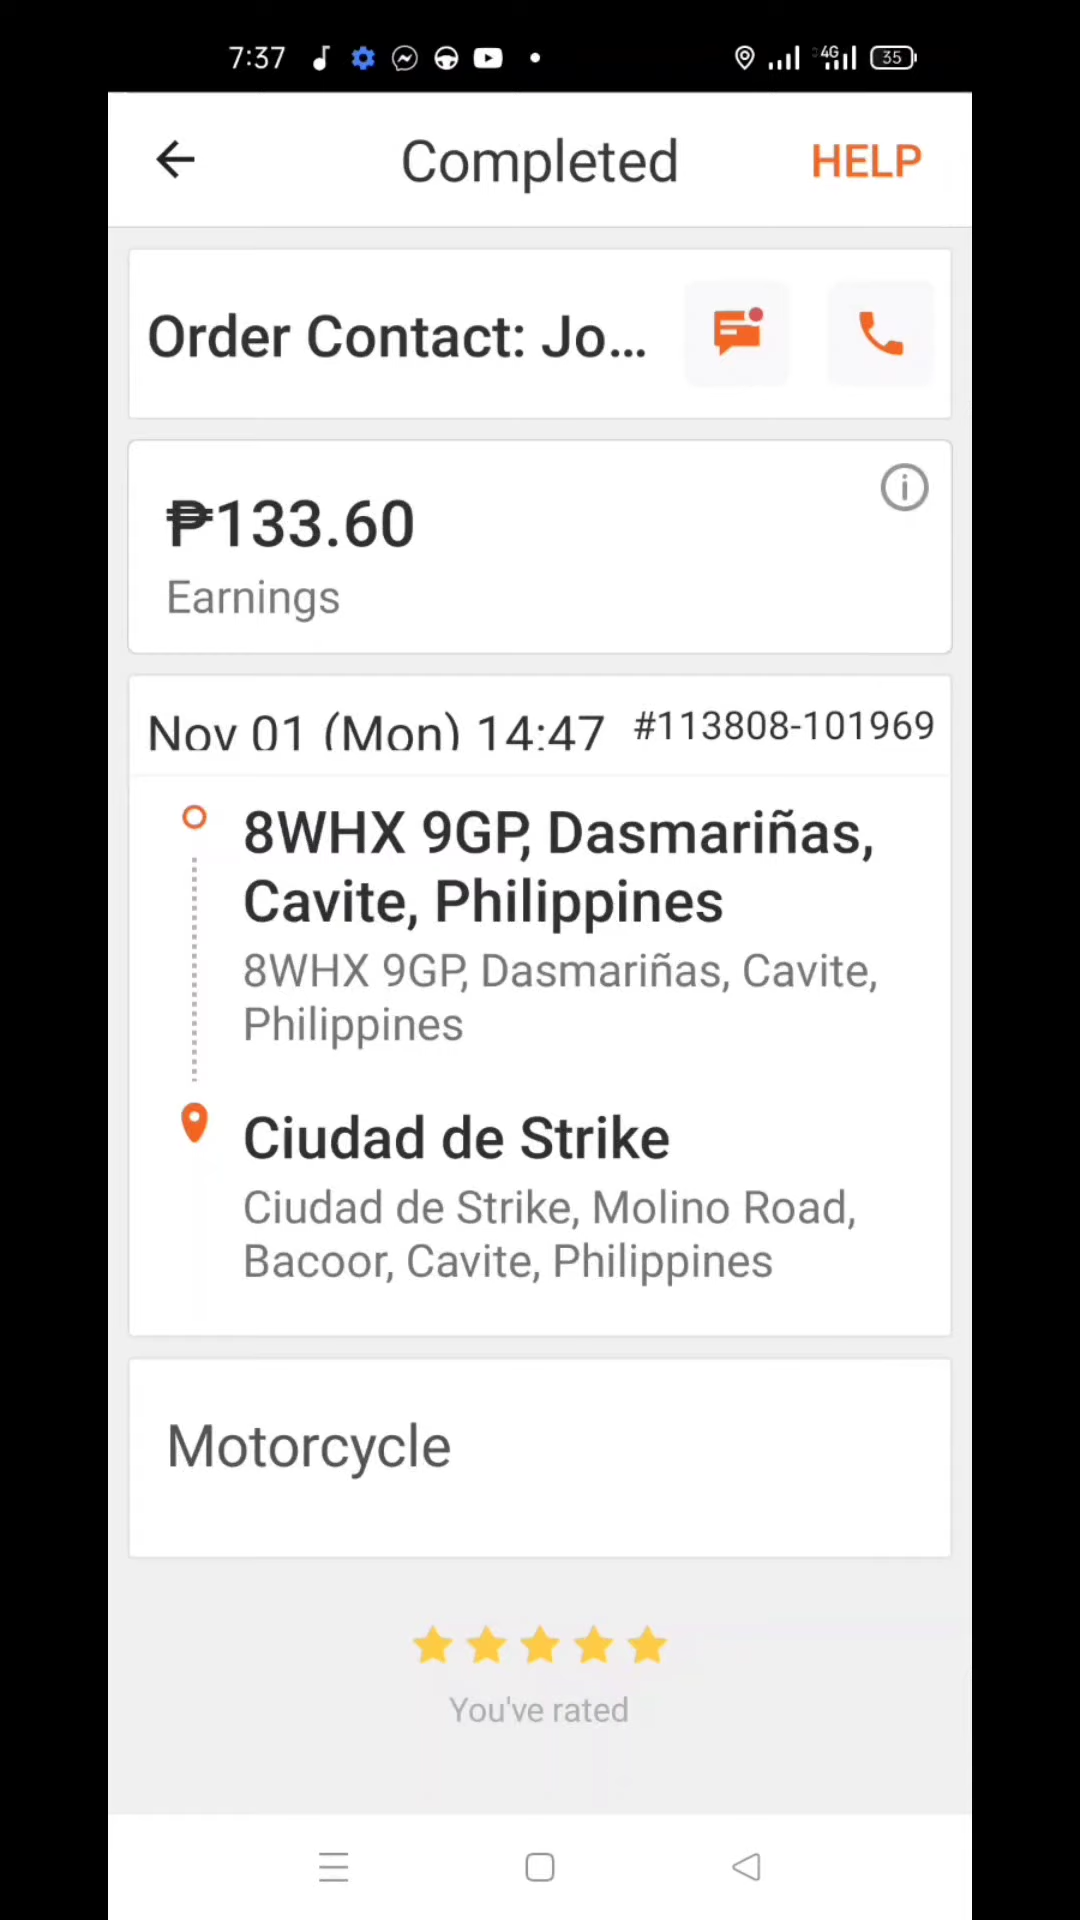 7:37
4G
35
Completed
HELP
Order Contact: Jo...
₱133.60
Earnings
Nov 01 (Mon) 14:47 #113808-101969
8WHX 9GP, Dasmariñas,
Cavite, Philippines
8WHX 9GP, Dasmariñas, Cavite,
Philippines
Ciudad de Strike
Ciudad de Strike, Molino Road,
Bacoor, Cavite, Philippines
Motorcycle
You've rated